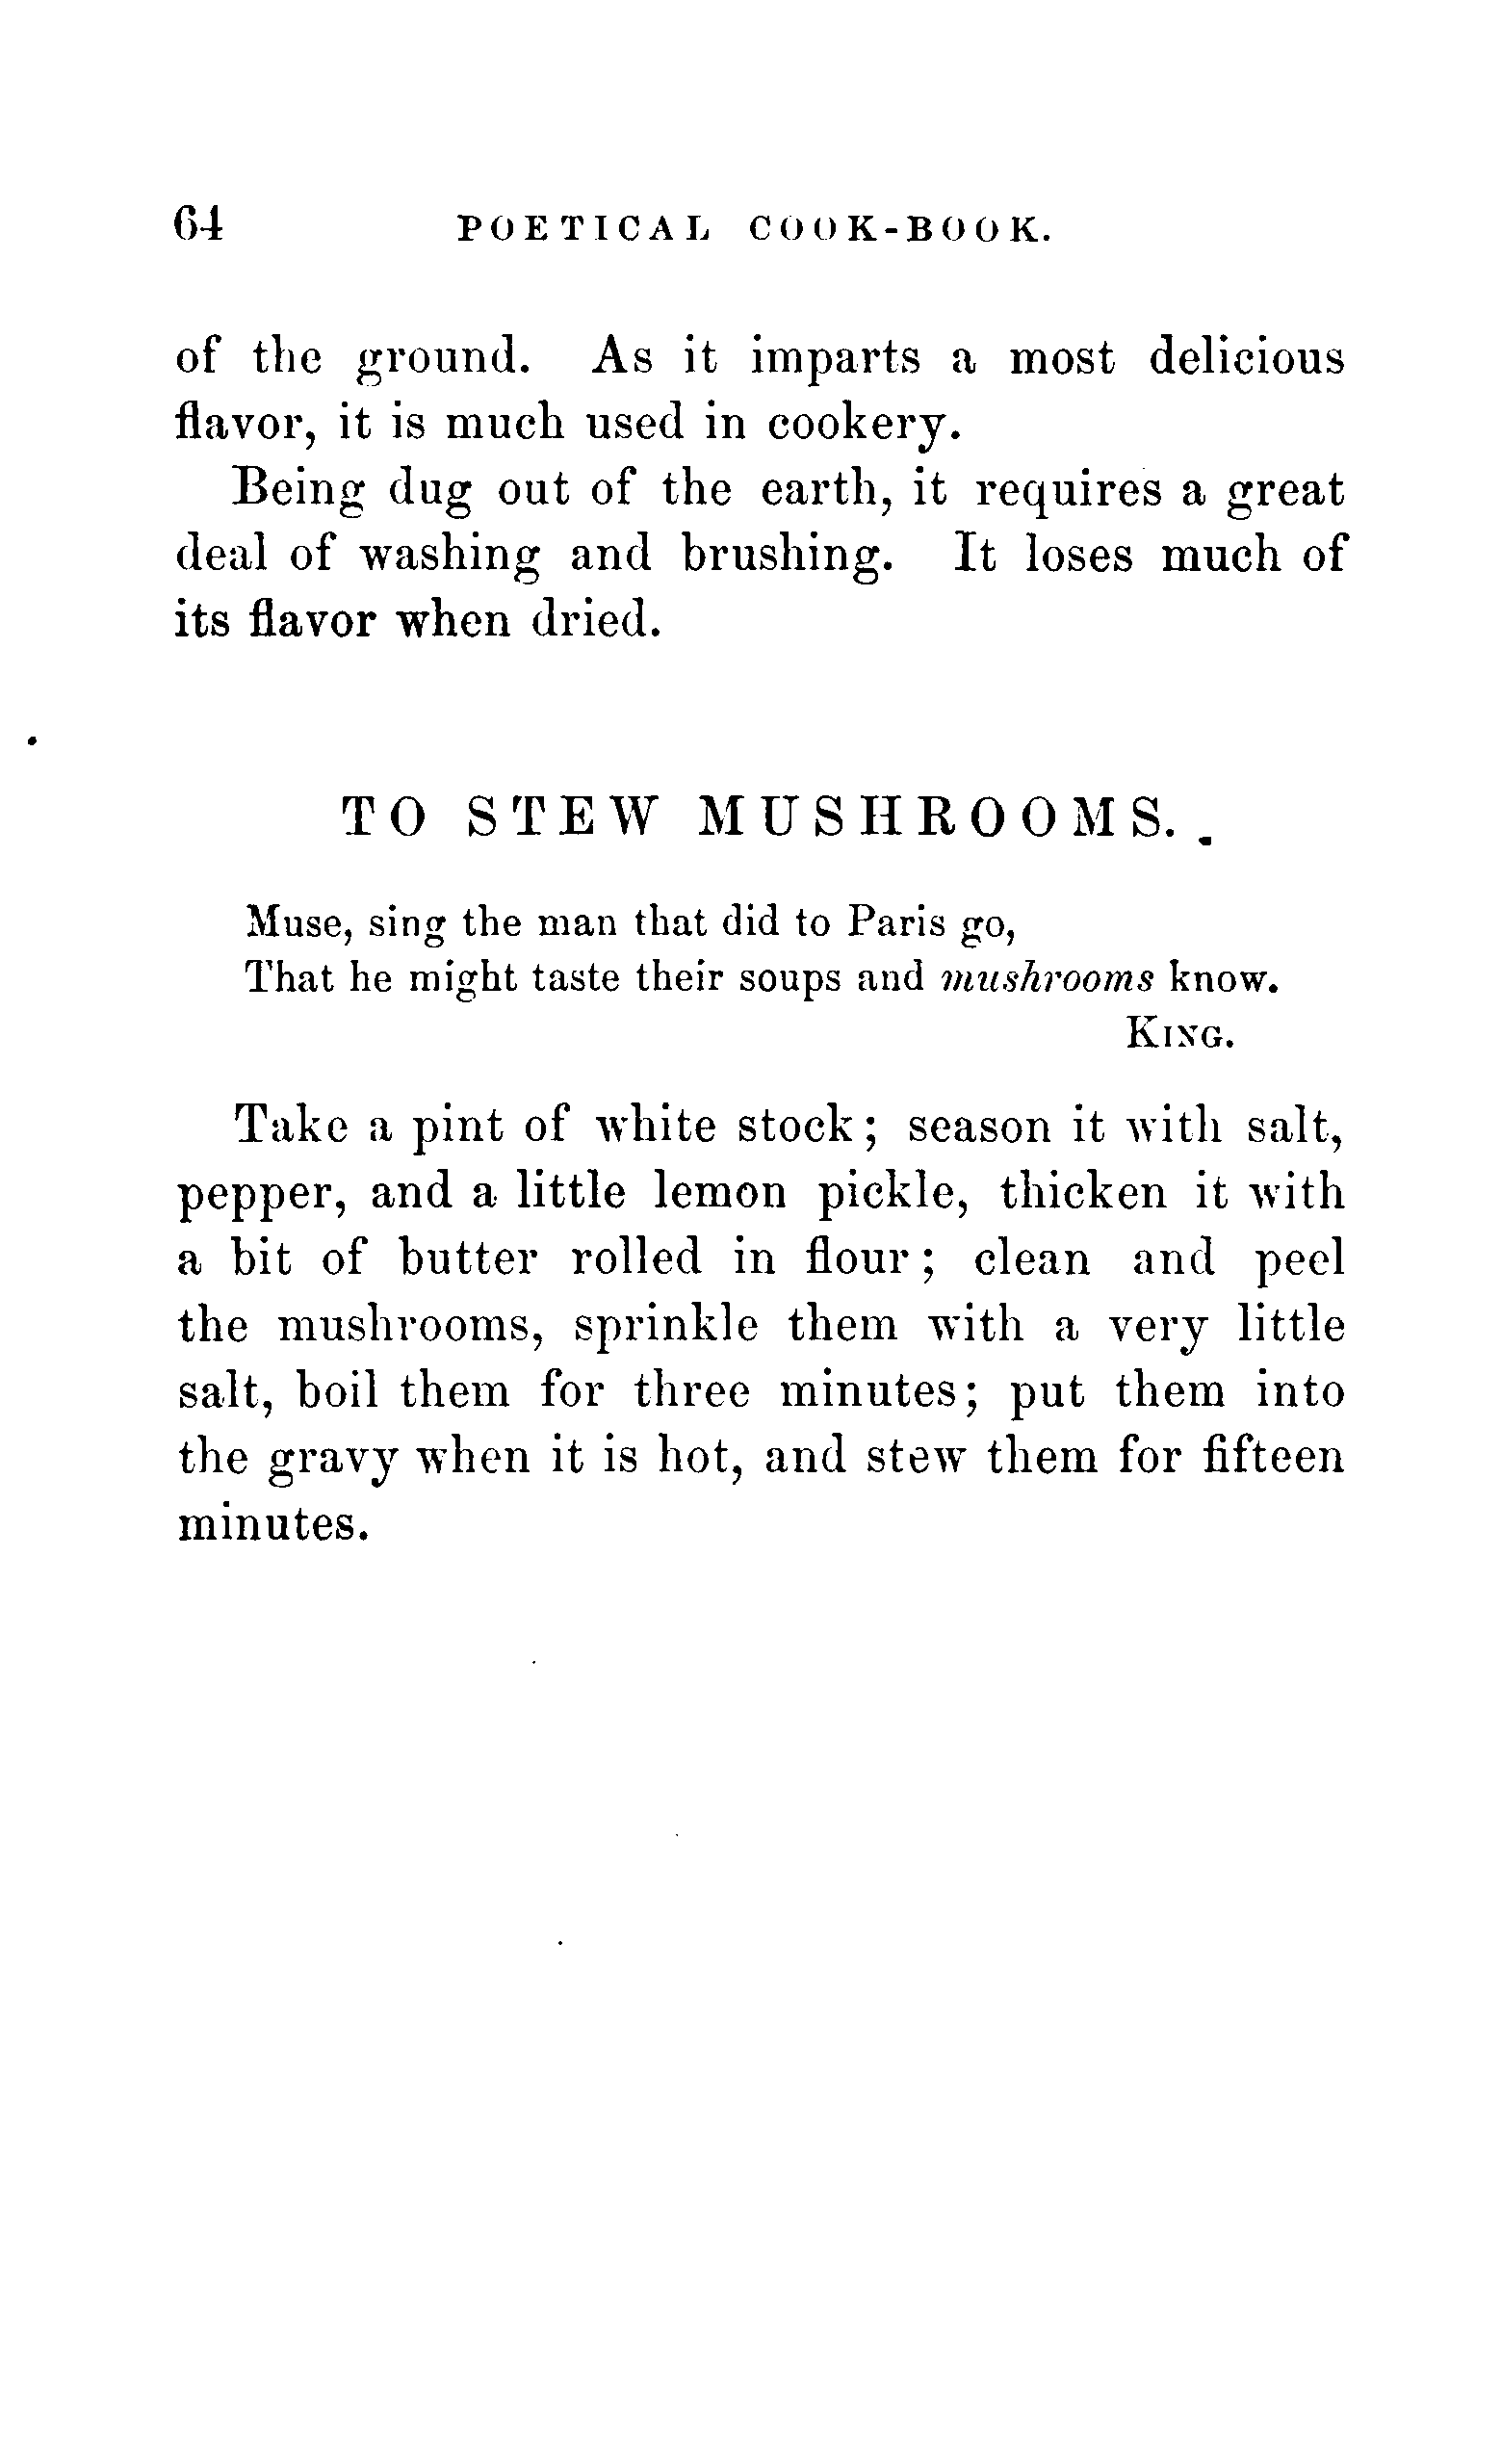 64 POETICAL COOK-BOOK.
of the ground. As it imparts a most delicious
flavor, it is much used in cookery.
Being dug out of the earth, it requires a great
deal of washing and brushing. It loses much of
its flavor when dried.
TO STEW MUSHROOMS.
Muse, sing the man that did to Paris go,
That he might taste their soups and mushrooms know.
KING.
Take a pint of white stock; season it with salt,
pepper, and a little lemon pickle, thicken it with
a bit of butter rolled in flour; clean and peel
the mushrooms, sprinkle them with a very little
salt, boil them for three minutes; put them into
the gravy when it is hot, and stew them for fifteen
minutes.